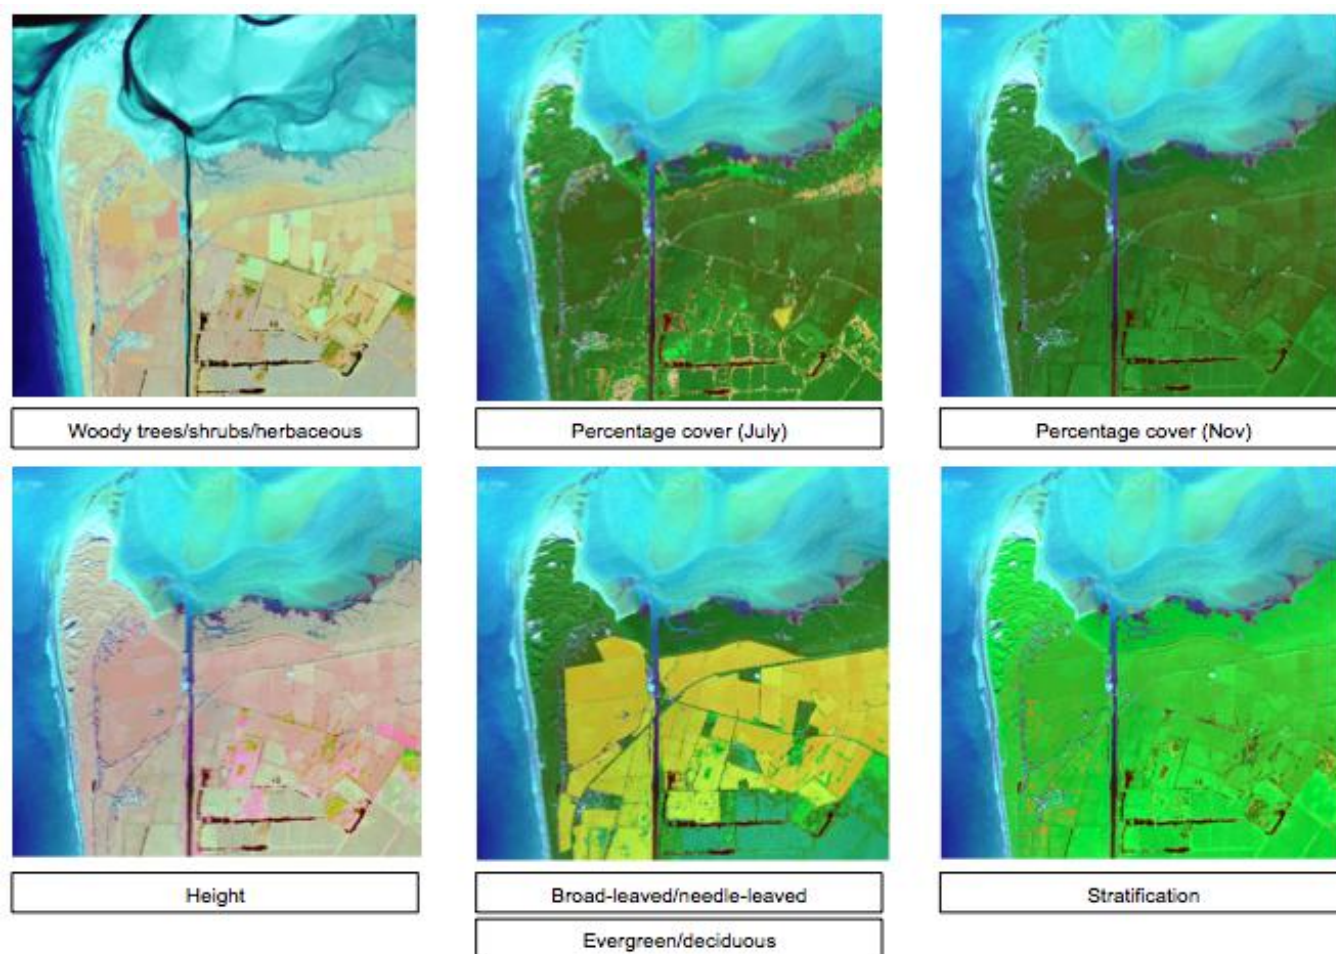 Woody trees/shrubs/herbaceous
Percentage cover (July)
Percentage cover (Nov)
Height
Broad-leaved/needle-leaved
Stratification
Evergreen/deciduous